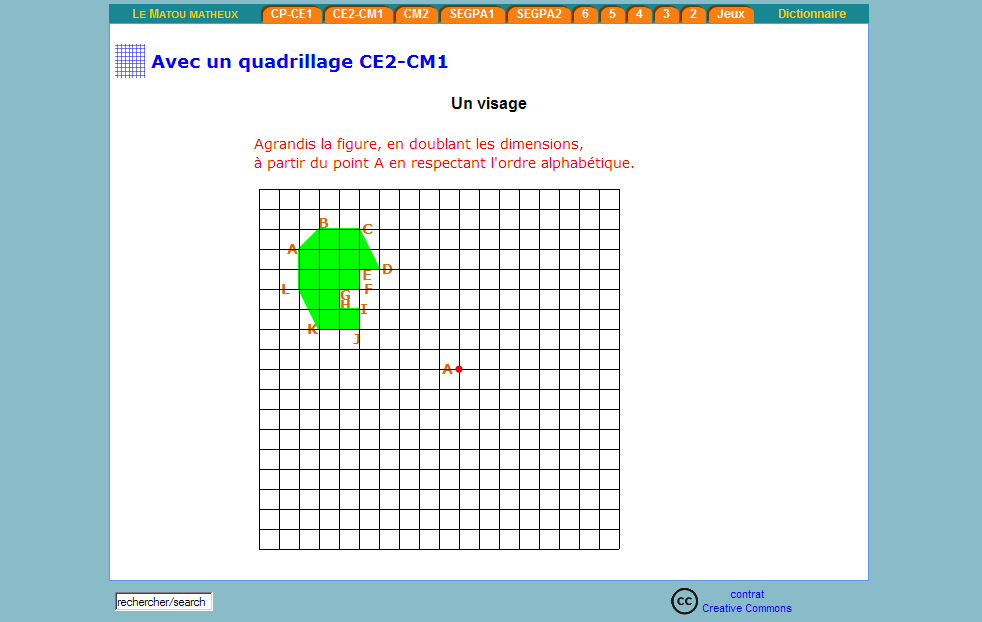 LE MATOU MATHEUX CP-CE1 CE2-CM1 CM2 SEGPA1 SEGPA2 6 5 4 3 2 Jeux Dictionnaire
Avec un quadrillage CE2-CM1
Un visage
Agrandis la figure, en doublant les dimensions,
à partir du point A en respectant l'ordre alphabétique.
B
C
A
D
E
L
F
G
H
I
K
J
A
rechercher/search
cc
contrat
Creative Commons